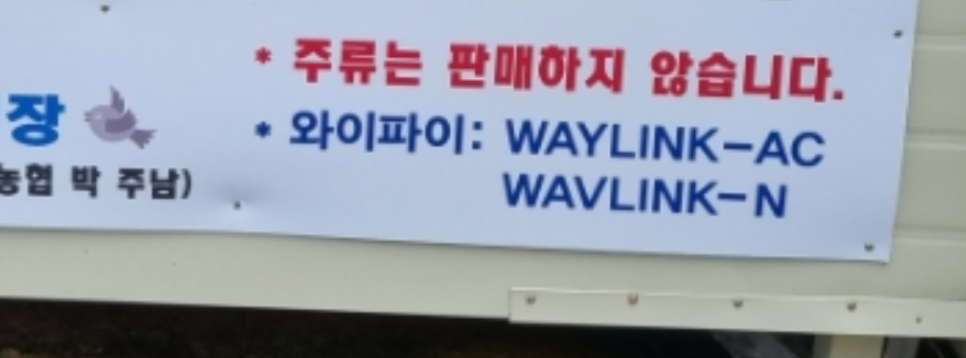 * 주류는 판매하지 않습니다.
장
* 와이파이: WAYLINK-AC
WAVLINK-N
농협 박 주남)